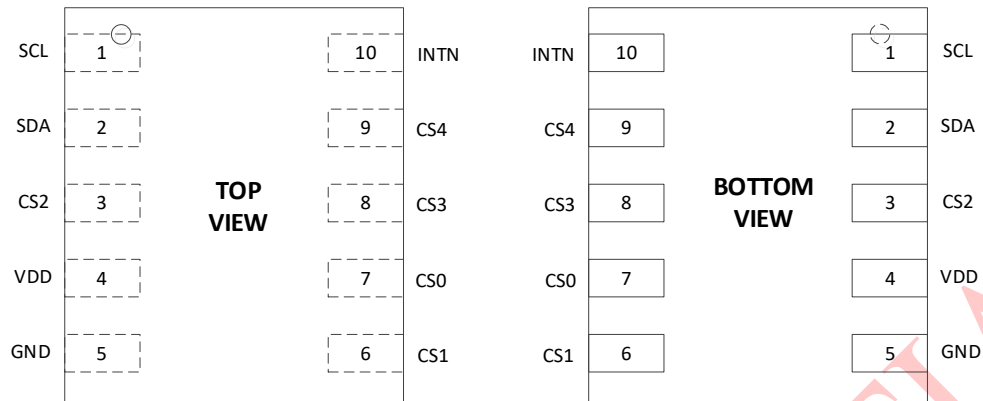 SCL 1 10 INTN INTN 10 1 SCL
SDA 2 9 CS4 CS4 9 2 SDA
CS2 3 8 CS3 CS3 8 3 CS2
TOP VIEW
BOTTOM VIEW
VDD 4 7 CS0 CS0 7 4 VDD
GND 5 6 CS1 CS1 6 5 GND